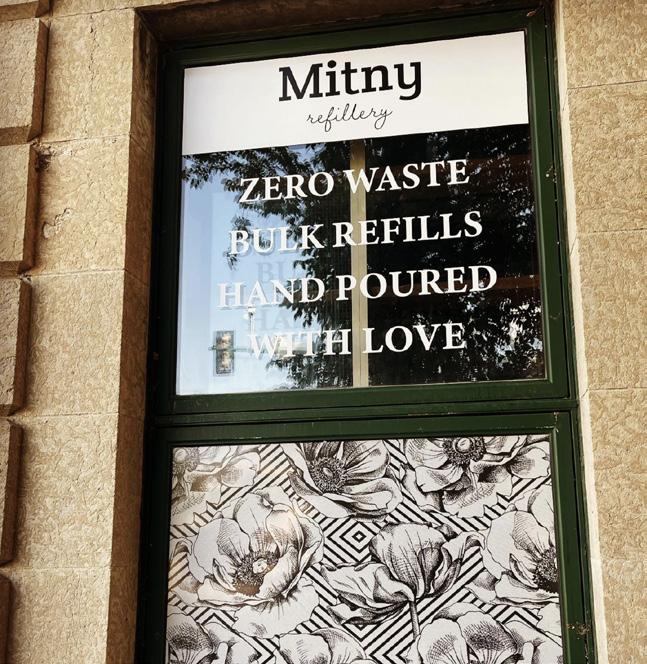 Mitny
refillery
ZERO WASTE
BULK REFILLS
HAND POURED
WITH LOVE